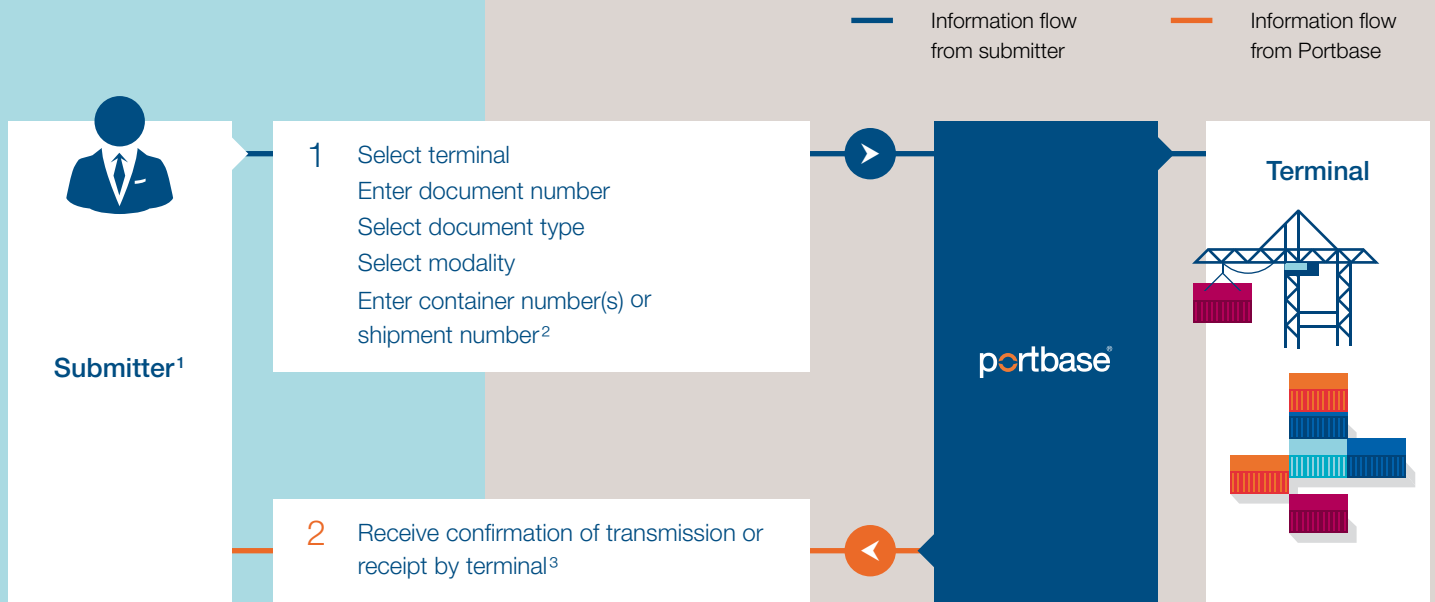 Information flow
from submitter
Information flow
from Portbase
1 Select terminal
Enter document number
Select document type
Select modality
Enter container number(s) or
shipment number²
Submitter¹
portbase®
Terminal
2 Receive confirmation of transmission or
receipt by terminal³